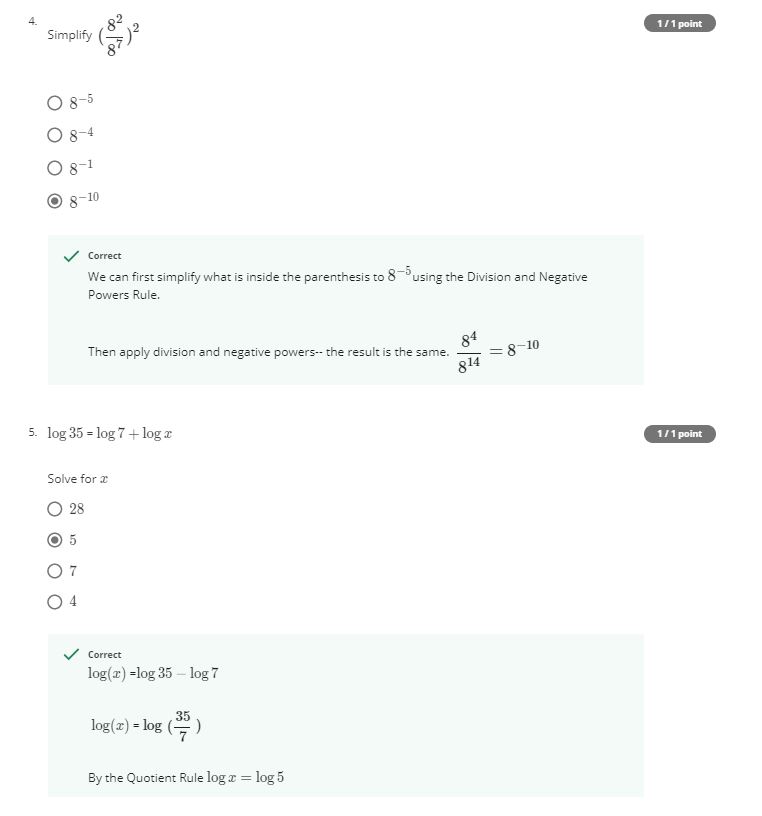 4.
1 / 1 point
Simplify (8^2/8^7)^2
8^−5
8^−4
8^−1
8^−10
Correct
We can first simplify what is inside the parenthesis to 8^−5 using the Division and Negative
Powers Rule.
Then apply division and negative powers-- the result is the same. 8^4/8^14 = 8^−10
5. log 35 = log 7 + log x
1 / 1 point
Solve for x
28
5
7
4
Correct
log(x) =log 35 − log 7
log(x) = log (35/7)
By the Quotient Rule log x = log 5